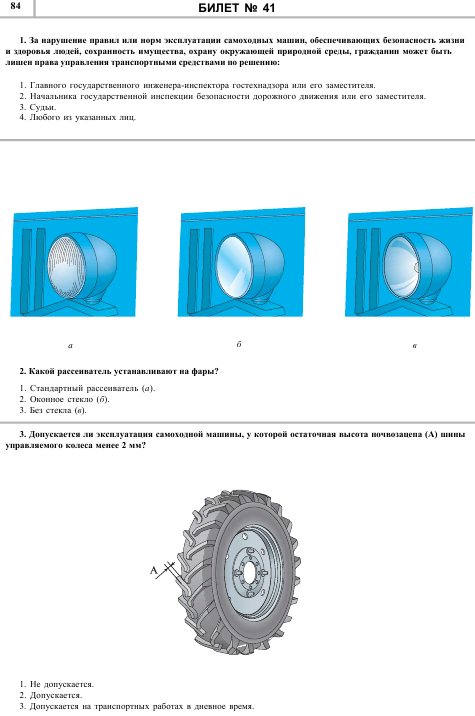 84
БИЛЕТ № 41
1. За нарушение правил или норм эксплуатации самоходных машин, обеспечивающих безопасность жизни
и здоровья людей, сохранность имущества, охрану окружающей природной среды, гражданин может быть
лишен права управления транспортными средствами по решению:
1. Главного государственного инженера-инспектора гостехнадзора или его заместителя.
2. Начальника государственной инспекции безопасности дорожного движения или его заместителя.
3. Судьи.
4. Любого из указанных лиц.
а
б
в
2. Какой рассеиватель устанавливают на фары?
1. Стандартный рассеиватель (а).
2. Оконное стекло (б).
3. Без стекла (в).
3. Допускается ли эксплуатация самоходной машины, у которой остаточная высота почвозацепа (А) шины
управляемого колеса менее 2 мм?
А
1. Не допускается.
2. Допускается.
3. Допускается на транспортных работах в дневное время.